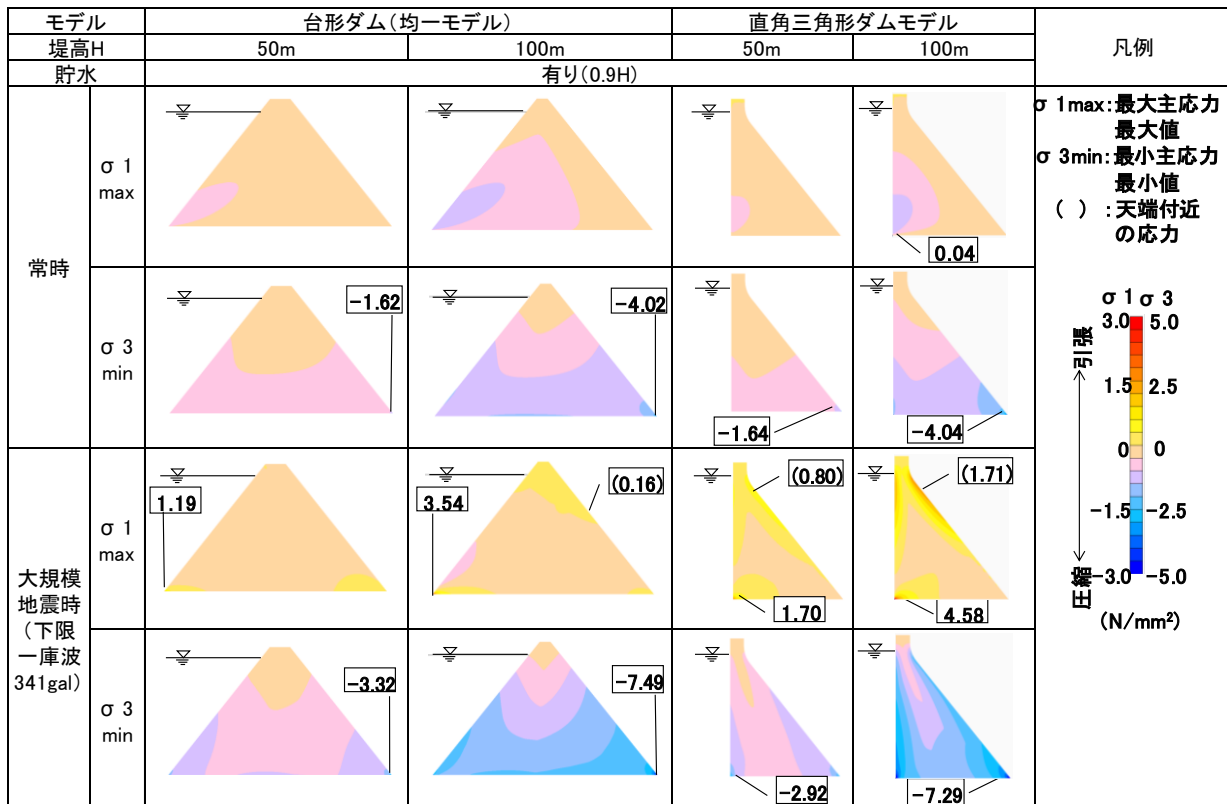 モデル 台形ダム(均一モデル) 直角三角形ダムモデル 凡例
堤高H 50m 100m 50m 100m
貯水 有り(0.9H)
常時
σ 1
max
0.04
σ 3
min
-1.62
-4.02
-1.64
-4.04
大規模
地震時
(下限
一庫波
341gal)
σ 1
max
1.19
3.54
(0.16)
(0.80)
1.70
(1.71)
4.58
σ 3
min
-3.32
-7.49
-2.92
-7.29
σ 1max:最大主応力
最大値
σ 3min:最小主応力
最小値
( ) :天端付近
の応力
σ 1 σ 3
3.0 5.0
引張
1.5 2.5
0 0
-1.5 -2.5
圧縮
-3.0 -5.0
(N/mm²)